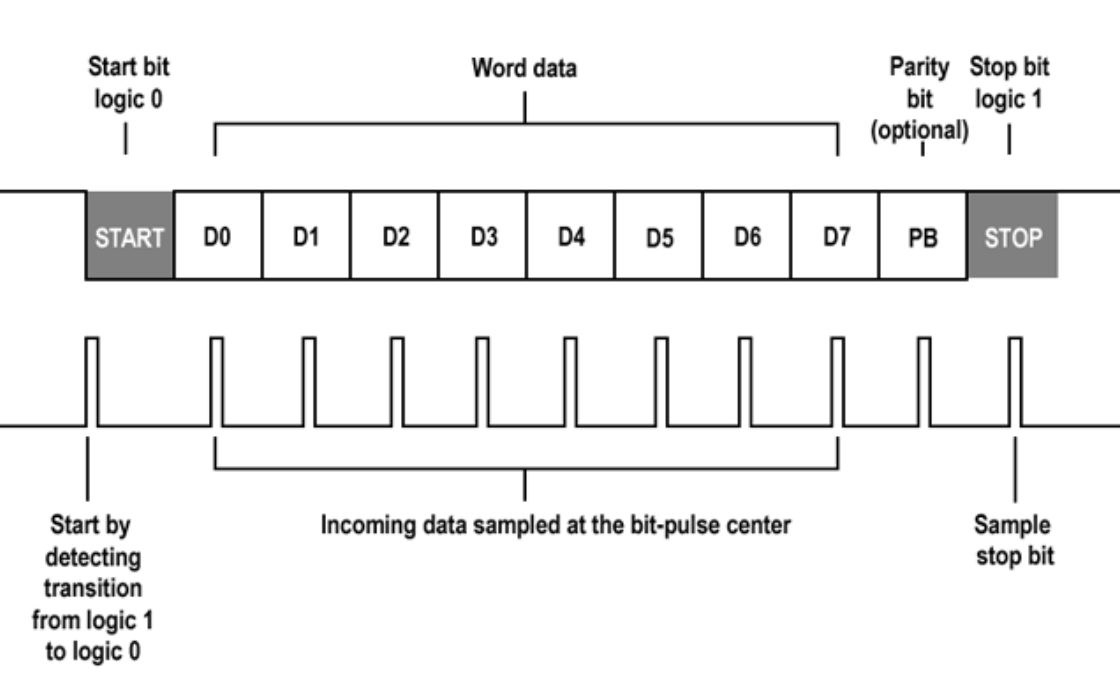 Start bit
logic 0
Word data
Parity
bit
(optional)
Stop bit
logic 1
START
D0
D1
D2
D3
D4
D5
D6
D7
PB
STOP
Start by
detecting
transition
from logic 1
to logic 0
Incoming data sampled at the bit-pulse center
Sample
stop bit